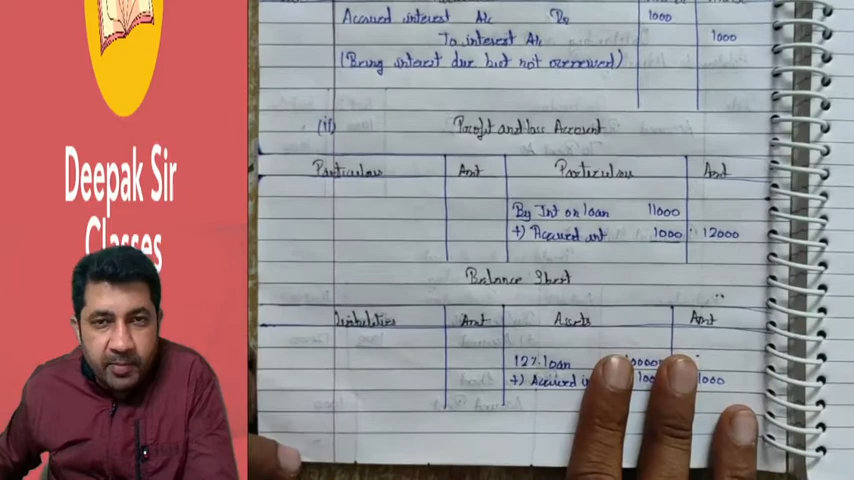 Deepak Sir
Classes
Accrued interest A/c Dr 1000
To interest A/c 1000
(Being interest due but not
(ii) Profit and loss Account
Particulars Amt Particulars Amt
By Int on loan 11000
+) Accrued int 1000 12000
Balance Sheet
Liabilities Amt Assets Amt
12% loan
+) Accrued